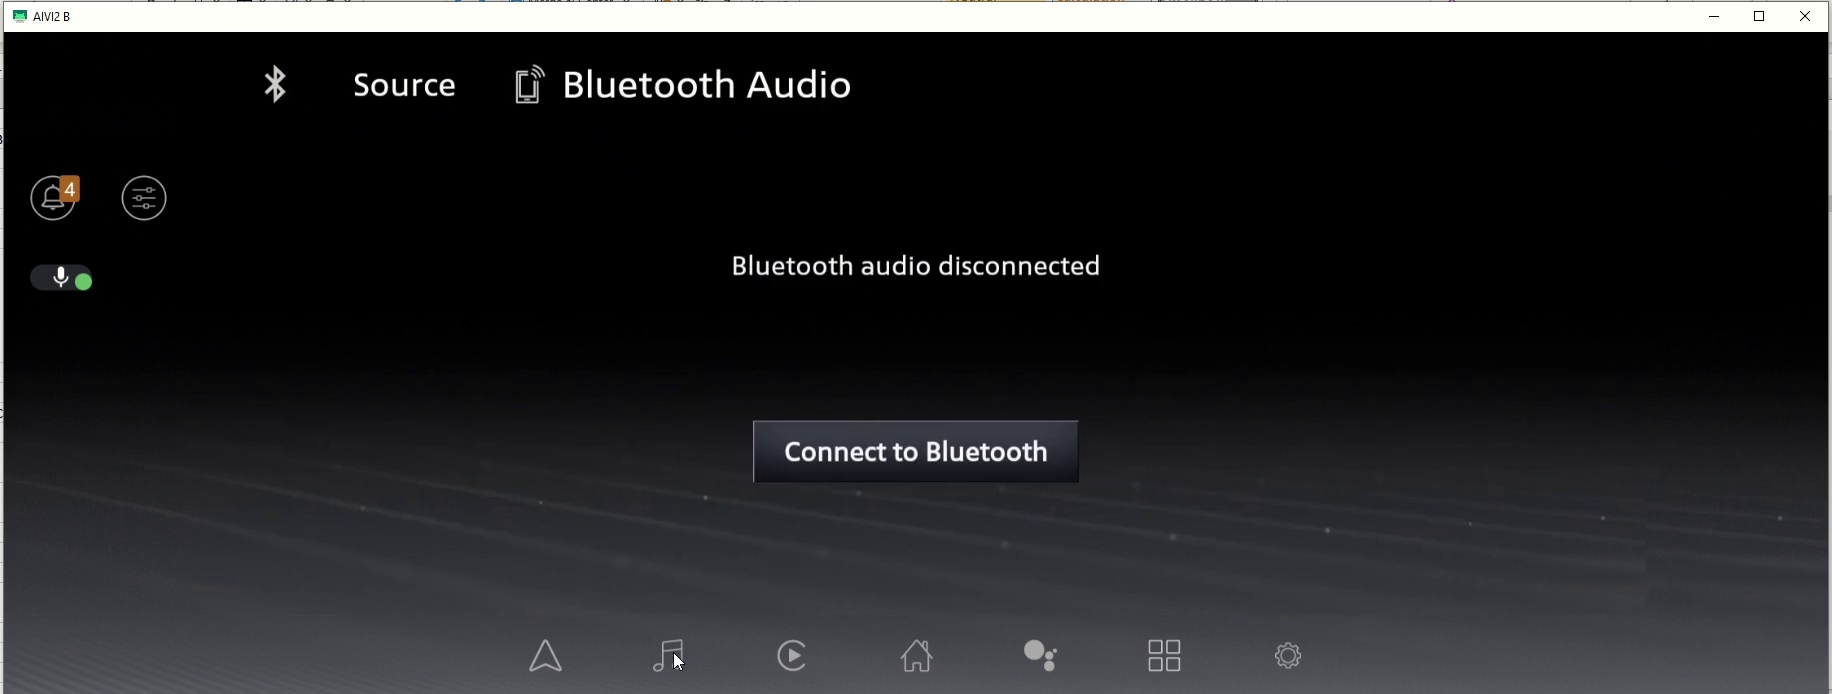 AIVI2 B
Source
Bluetooth Audio
4
Bluetooth audio disconnected
Connect to Bluetooth